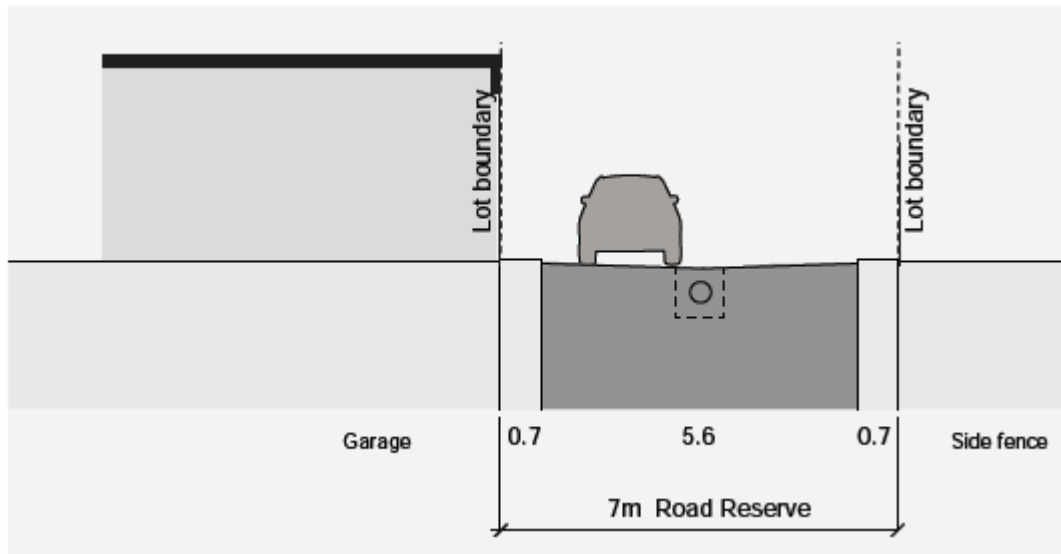 Lot boundary
Lot boundary
Garage
0.7
5.6
0.7
Side fence
7m Road Reserve